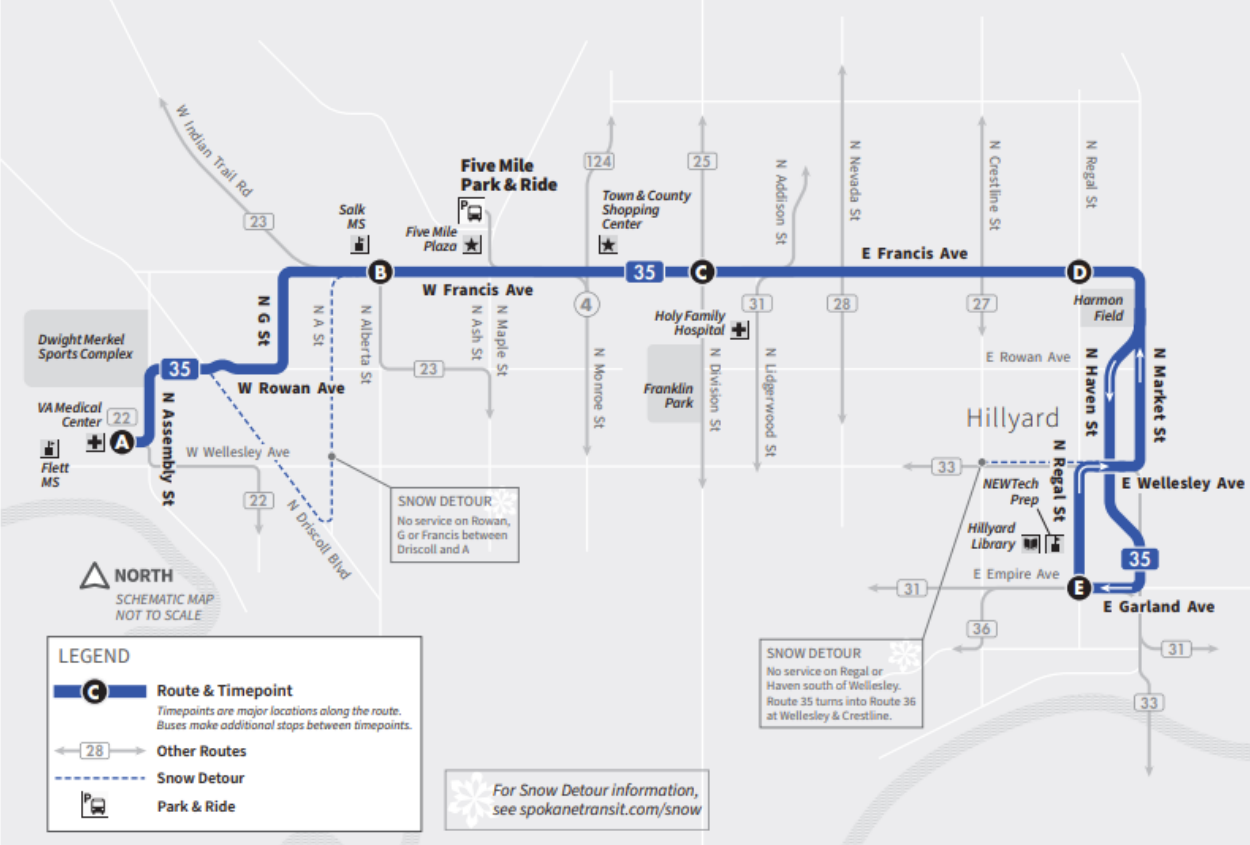 W Indian Trail Rd
23
Salk
MS
Five Mile
Park & Ride
P
Five Mile
Plaza
124
Town & County
Shopping
Center
25
N Addison St
N Nevada St
N Crestline St
N Regal St
B
W Francis Ave
35
C
E Francis Ave
D
N G St
N A St
N Alberta St
N Ash St
N Maple St
4
N Monroe St
Holy Family
Hospital
31
28
27
Harmon
Field
Dwight Merkel
Sports Complex
35
W Rowan Ave
23
Franklin
Park
N Division St
N Lidgerwood St
E Rowan Ave
N Haven St
N Market St
VA Medical
Center
22
A
Flett
MS
N Assembly St
W Wellesley Ave
22
N Driscoll Blvd
SNOW DETOUR
No service on Rowan,
G or Francis between
Driscoll and A
Hillyard
33
N Regal St
E Wellesley Ave
NEWTech
Prep
Hillyard
Library
35
E Empire Ave
31
E
E Garland Ave
36
31
33
NORTH
SCHEMATIC MAP
NOT TO SCALE
SNOW DETOUR
No service on Regal or
Haven south of Wellesley.
Route 35 turns into Route 36
at Wellesley & Crestline.
LEGEND
C
Route & Timepoint
Timepoints are major locations along the route.
Buses make additional stops between timepoints.
28
Other Routes
Snow Detour
P
Park & Ride
For Snow Detour information,
see spokanetransit.com/snow